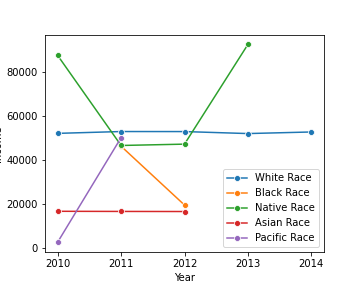 80000
60000
40000
20000
0
White Race
Black Race
Native Race
Asian Race
Pacific Race
2010 2011 2012 2013 2014
Year